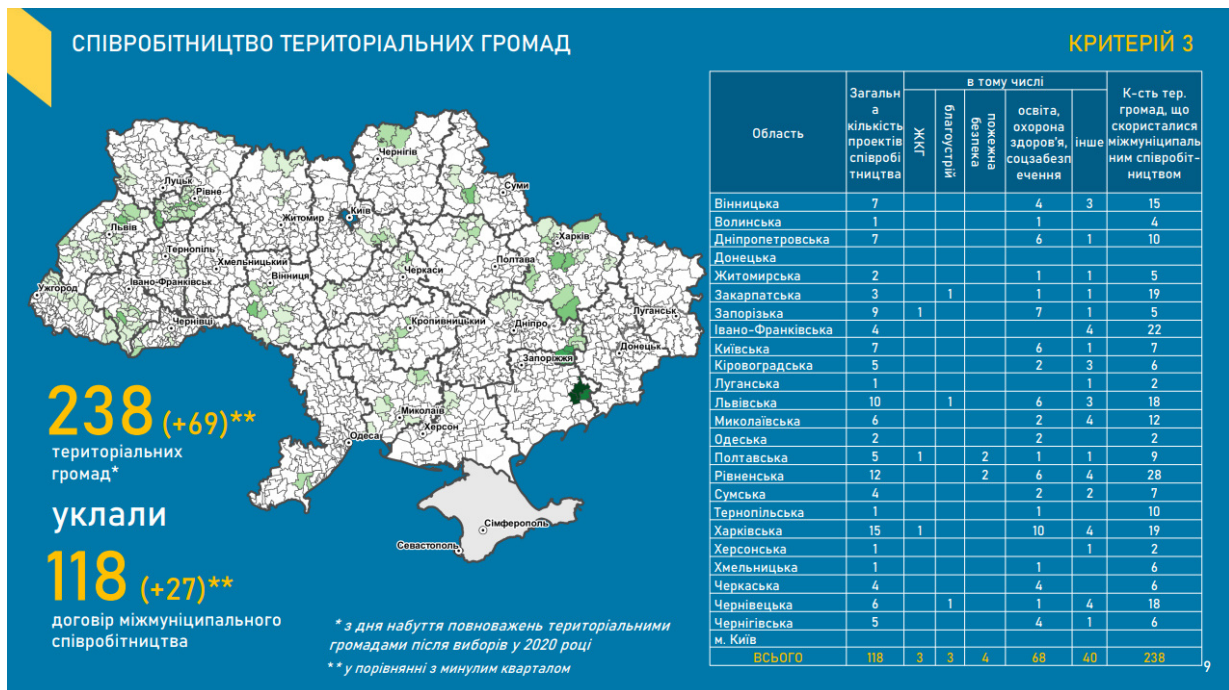 СПІВРОБІТНИЦТВО ТЕРИТОРІАЛЬНИХ ГРОМАД
КРИТЕРІЙ 3
Чернігів
Луцьк
Рівне
Суми
Житомир
Київ
Львів
Харків
Тернопіль
Хмельницький
Полтава
Вінниця
Черкаси
Ужгород
Івано-Франківськ
Луганськ
Чернівці
Кропивницький
Дніпро
Донецьк
Запоріжжя
Миколаїв
Херсон
Одеса
Сімферополь
Севастополь
238 (+69)**
територіальних
громад*
уклали
118 (+27)**
договір міжмуніципального
співробітництва
* з дня набуття повноважень територіальними
громадами після виборів у 2020 році
** у порівнянні з минулим кварталом
Область
Загальн
а
кількість
проектів
співробі
тництва
в тому числі
ЖКГ
благоустрій
пожежна
безпека
освіта,
охорона
здоров'я,
соцзабезп
ечення
інше
К-сть тер.
громад, що
скористалися
міжмуніципаль
ним співробіт-
ництвом
Вінницька 7 4 3 15
Волинська 1 1 4
Дніпропетровська 7 6 1 10
Донецька
Житомирська 2 1 1 5
Закарпатська 3 1 1 1 19
Запорізька 9 1 7 1 5
Івано-Франківська 4 4 22
Київська 7 6 1 7
Кіровоградська 5 2 3 6
Луганська 1 1 2
Львівська 10 1 6 3 18
Миколаївська 6 2 4 12
Одеська 2 2 2
Полтавська 5 1 2 1 1 9
Рівненська 12 2 6 4 28
Сумська 4 2 2 7
Тернопільська 1 1 10
Харківська 15 1 10 4 19
Херсонська 1 1 2
Хмельницька 1 1 6
Черкаська 4 4 6
Чернівецька 6 1 1 4 18
Чернігівська 5 4 1 6
м. Київ
ВСЬОГО 118 3 3 4 68 40 238
9